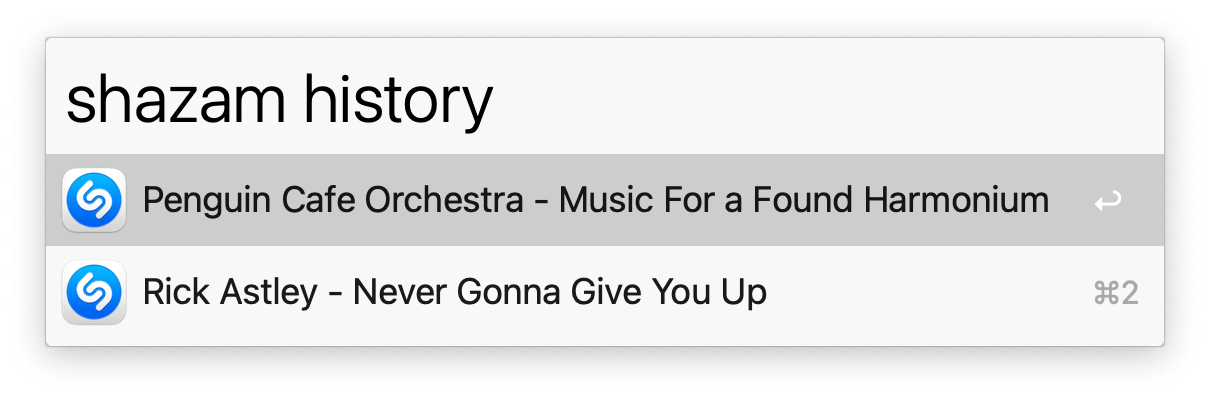 shazam history
Penguin Cafe Orchestra - Music For a Found Harmonium ↩
Rick Astley - Never Gonna Give You Up ⌘2